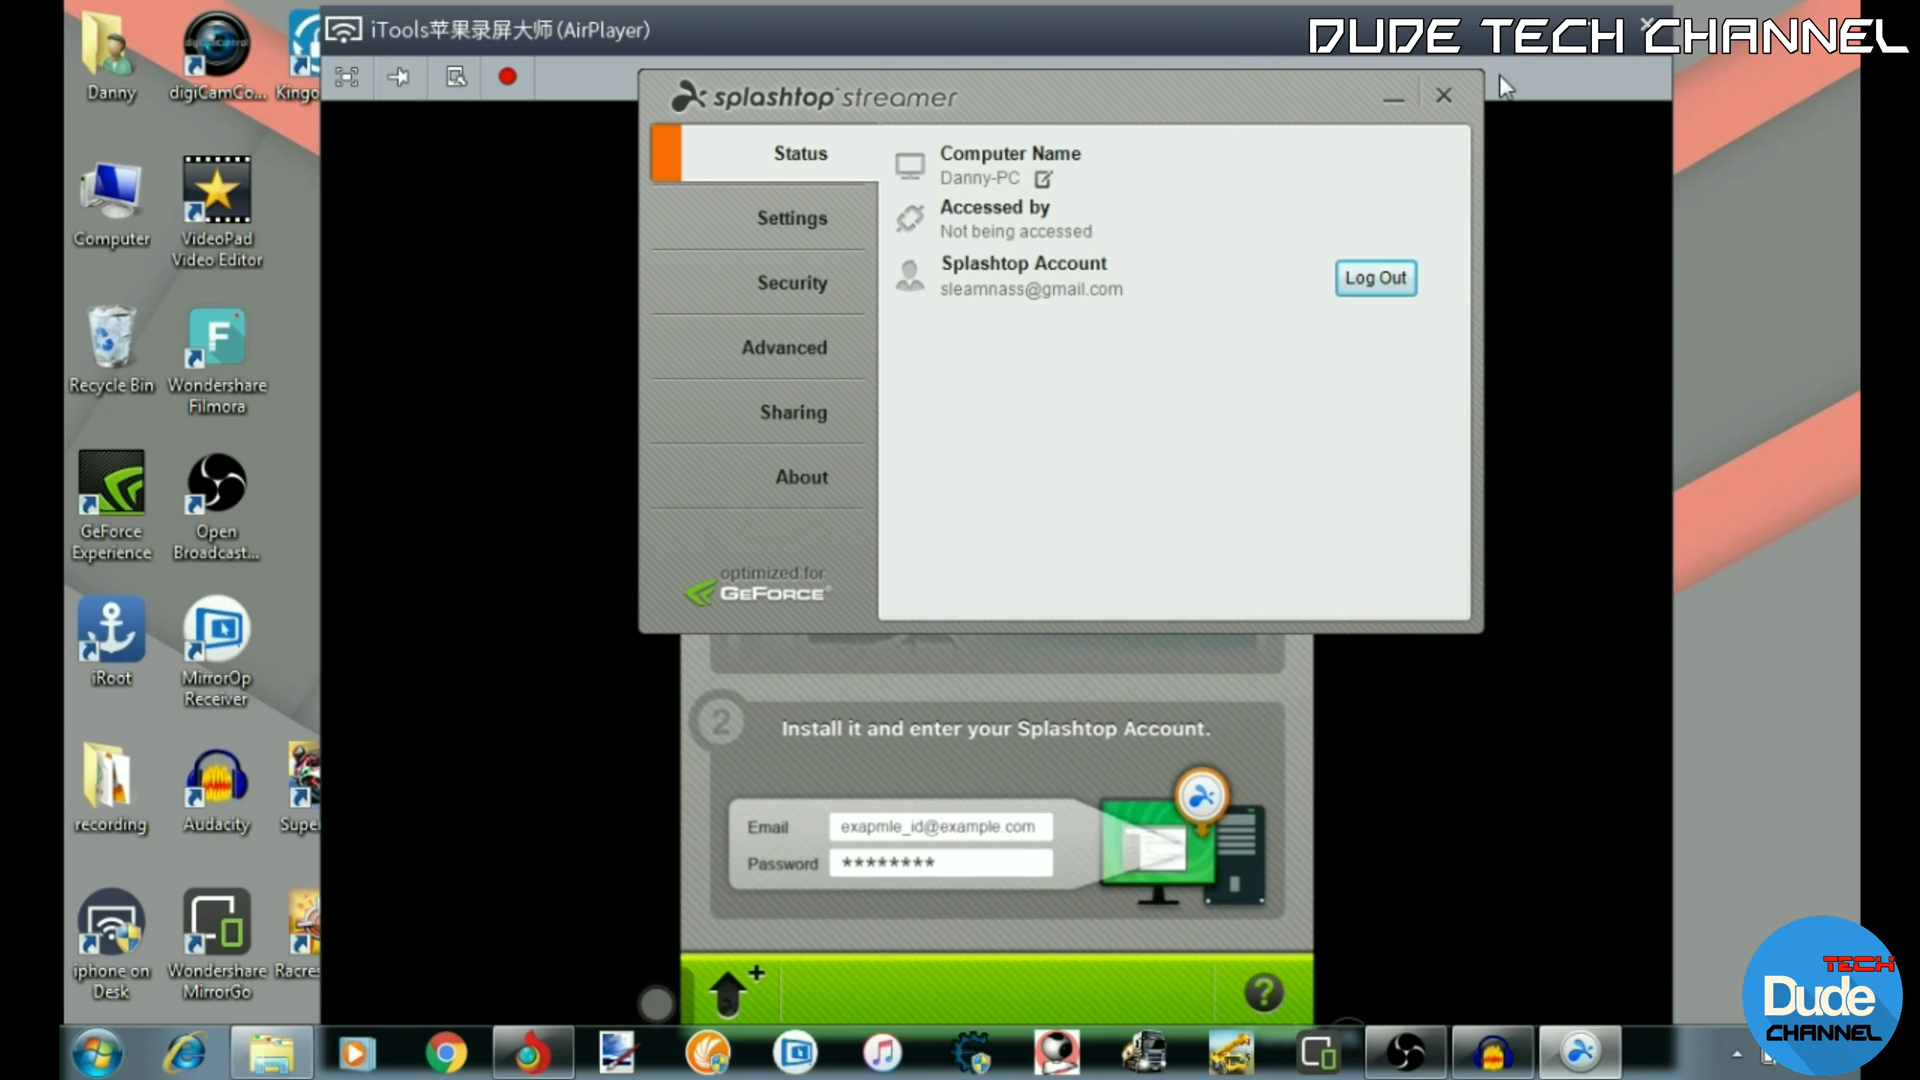 DUDE TECH CHANNEL
iTools苹果录屏大师(AirPlayer)
Danny
digiCamCo...
Kingo
Computer
VideoPad
Video Editor
Recycle Bin
Wondershare
Filmora
GeForce
Experience
Open
Broadcast...
iRoot
MirrorOp
Receiver
recording
Audacity
Supe
iphone on
Desk
Wondershare
MirrorGo
Racres
splashtop streamer
Status
Settings
Security
Advanced
Sharing
About
optimized for
GEFORCE
Computer Name
Danny-PC
Accessed by
Not being accessed
Splashtop Account
sleamnass@gmail.com
Log Out
2
Install it and enter your Splashtop Account.
Email
exapmle_id@example.com
Password
********
?
TECH
Dude
CHANNEL